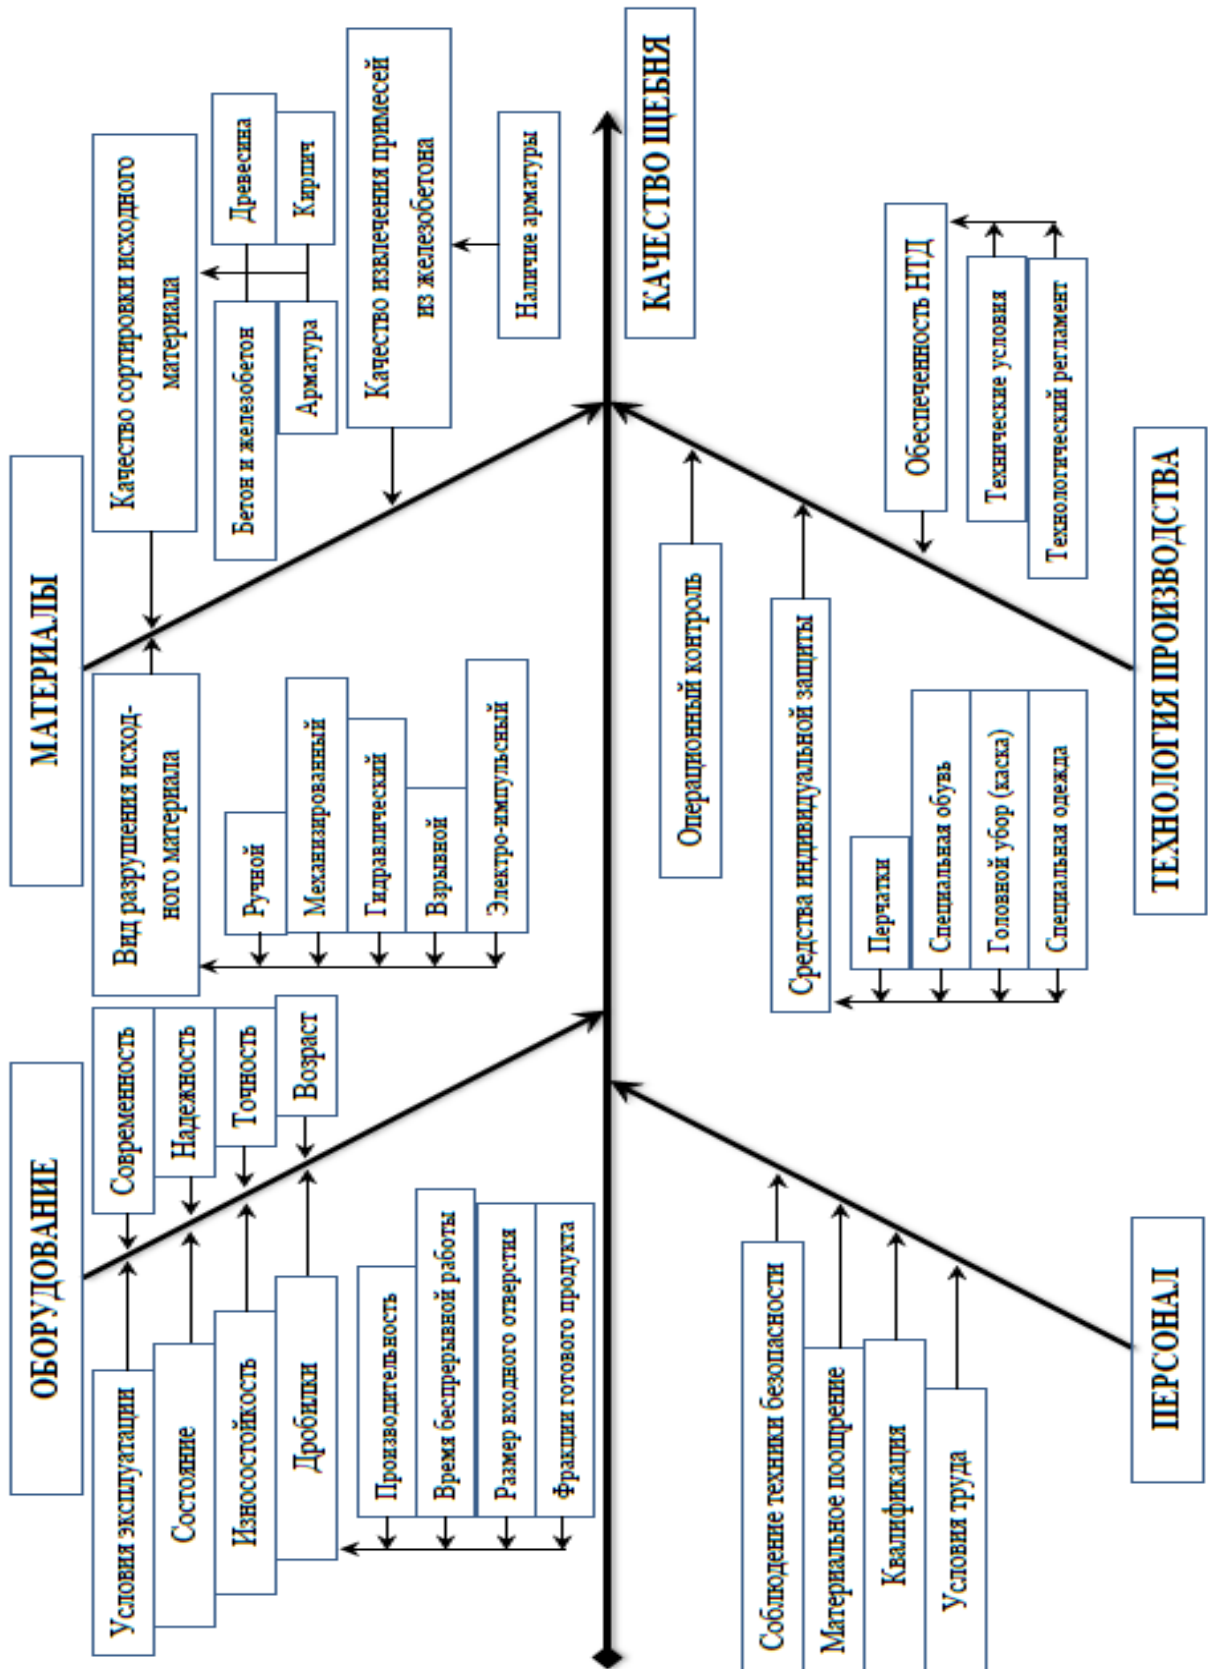 ОБОРУДОВАНИЕ
МАТЕРИАЛЫ
Условия эксплуатации
Состояние
Износостойкость
Дробилки
Современность
Надежность
Точность
Возраст
Производительность
Время беспрерывной работы
Размер входного отверстия
Фракции готового продукта
Вид разрушения исход-
ного материала
Ручной
Механизированный
Гидравлический
Взрывной
Электро-импульсный
Качество сортировки исходного
материала
Бетон и железобетон
Древесина
Арматура
Кирпич
Качество извлечения примесей
из железобетона
Наличие арматуры
КАЧЕСТВО ЩЕБНЯ
Соблюдение техники безопасности
Материальное поощрение
Квалификация
Условия труда
Операционный контроль
Средства индивидуальной защиты
Перчатки
Специальная обувь
Головной убор (каска)
Специальная одежда
Обеспеченность НТД
Технические условия
Технологический регламент
ПЕРСОНАЛ
ТЕХНОЛОГИЯ ПРОИЗВОДСТВА